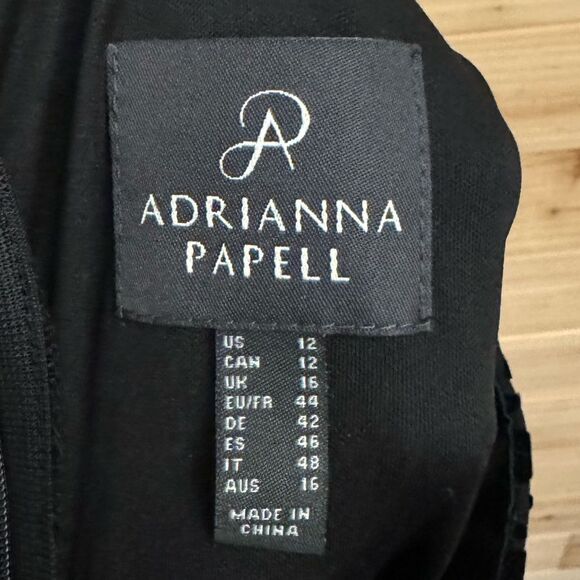 AP
ADRIANNA
PAPELL
US 12
CAN 12
UK 16
EU/FR 44
DE 42
ES 46
IT 48
AUS 16
MADE IN
CHINA